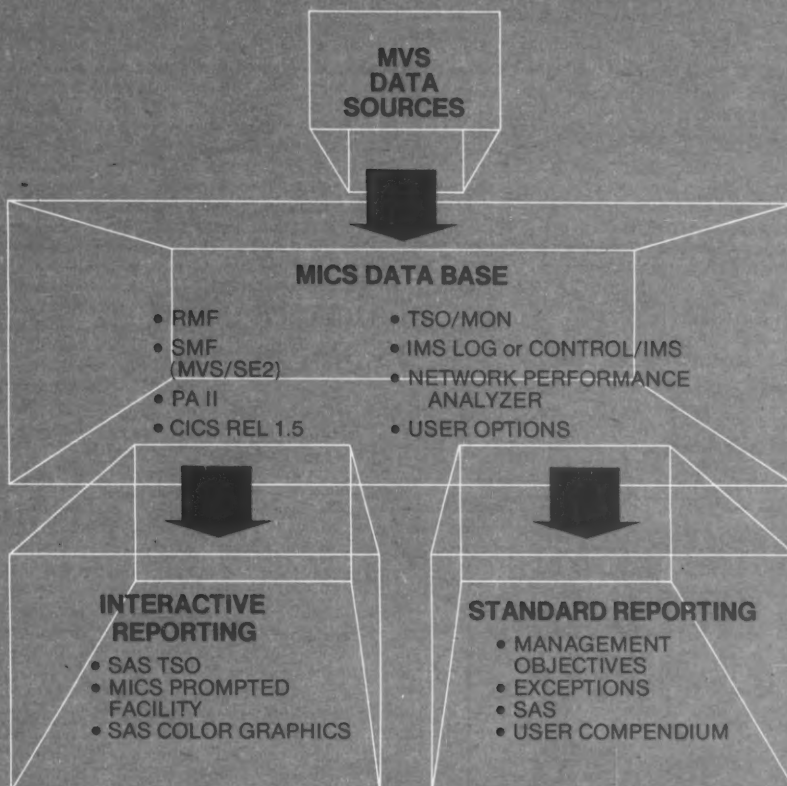 MVS
DATA
SOURCES
MICS DATA BASE
• RMF
• SMF
(MVS/SE2)
• PA II
• CICS REL 1.5
• TSO/MON
• IMS LOG or CONTROL/IMS
• NETWORK PERFORMANCE
ANALYZER
• USER OPTIONS
INTERACTIVE
REPORTING
• SAS TSO
• MICS PROMPTED
FACILITY
• SAS COLOR GRAPHICS
STANDARD REPORTING
• MANAGEMENT
OBJECTIVES
• EXCEPTIONS
• SAS
• USER COMPENDIUM